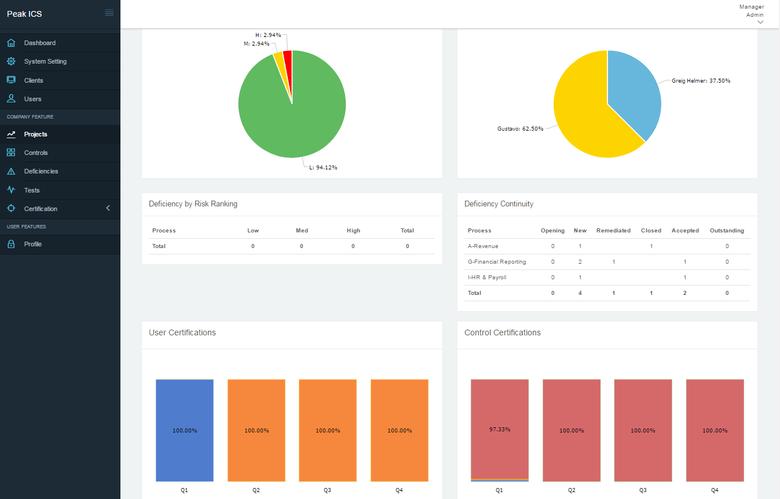 Peak ICS
Manager
Admin
Dashboard
System Setting
Clients
Users
COMPANY FEATURE
Projects
Controls
Deficiencies
Tests
Certification
USER FEATURES
Profile
H: 2.94%
M: 2.94%
L: 94.12%
Greig Helmer: 37.50%
Gustavo: 62.50%
Deficiency by Risk Ranking
Process Low Med High Total
Total 0 0 0 0
Deficiency Continuity
Process Opening New Remediated Closed Accepted Outstanding
A-Revenue 0 1 1 0
G-Financial Reporting 0 2 1 1 0
I-HR & Payroll 0 1 1 0
Total 0 4 1 1 2 0
User Certifications
100.00% 100.00% 100.00% 100.00%
Q1 Q2 Q3 Q4
Control Certifications
97.33% 100.00% 100.00% 100.00%
Q1 Q2 Q3 Q4